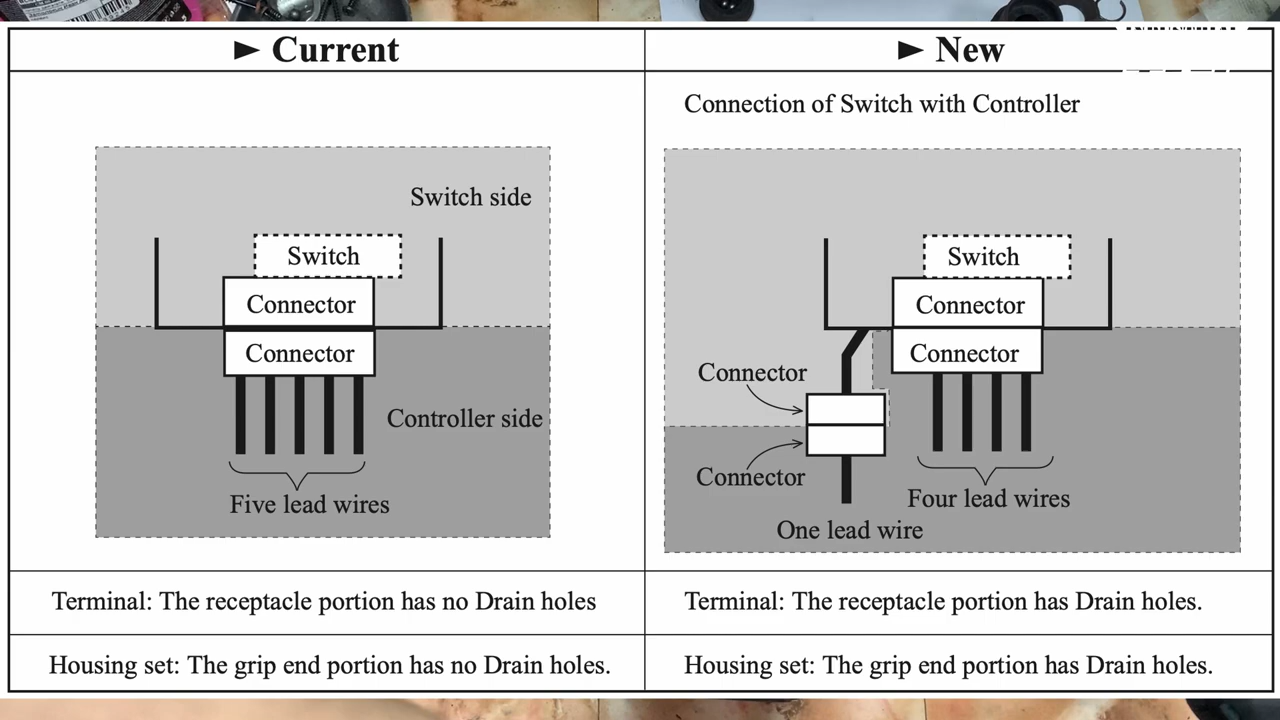 ► Current
► New
Connection of Switch with Controller
Switch side
Switch
Connector
Connector
Controller side
Five lead wires
Switch
Connector
Connector
Connector
Connector
Four lead wires
One lead wire
Terminal: The receptacle portion has no Drain holes
Terminal: The receptacle portion has Drain holes.
Housing set: The grip end portion has no Drain holes.
Housing set: The grip end portion has Drain holes.